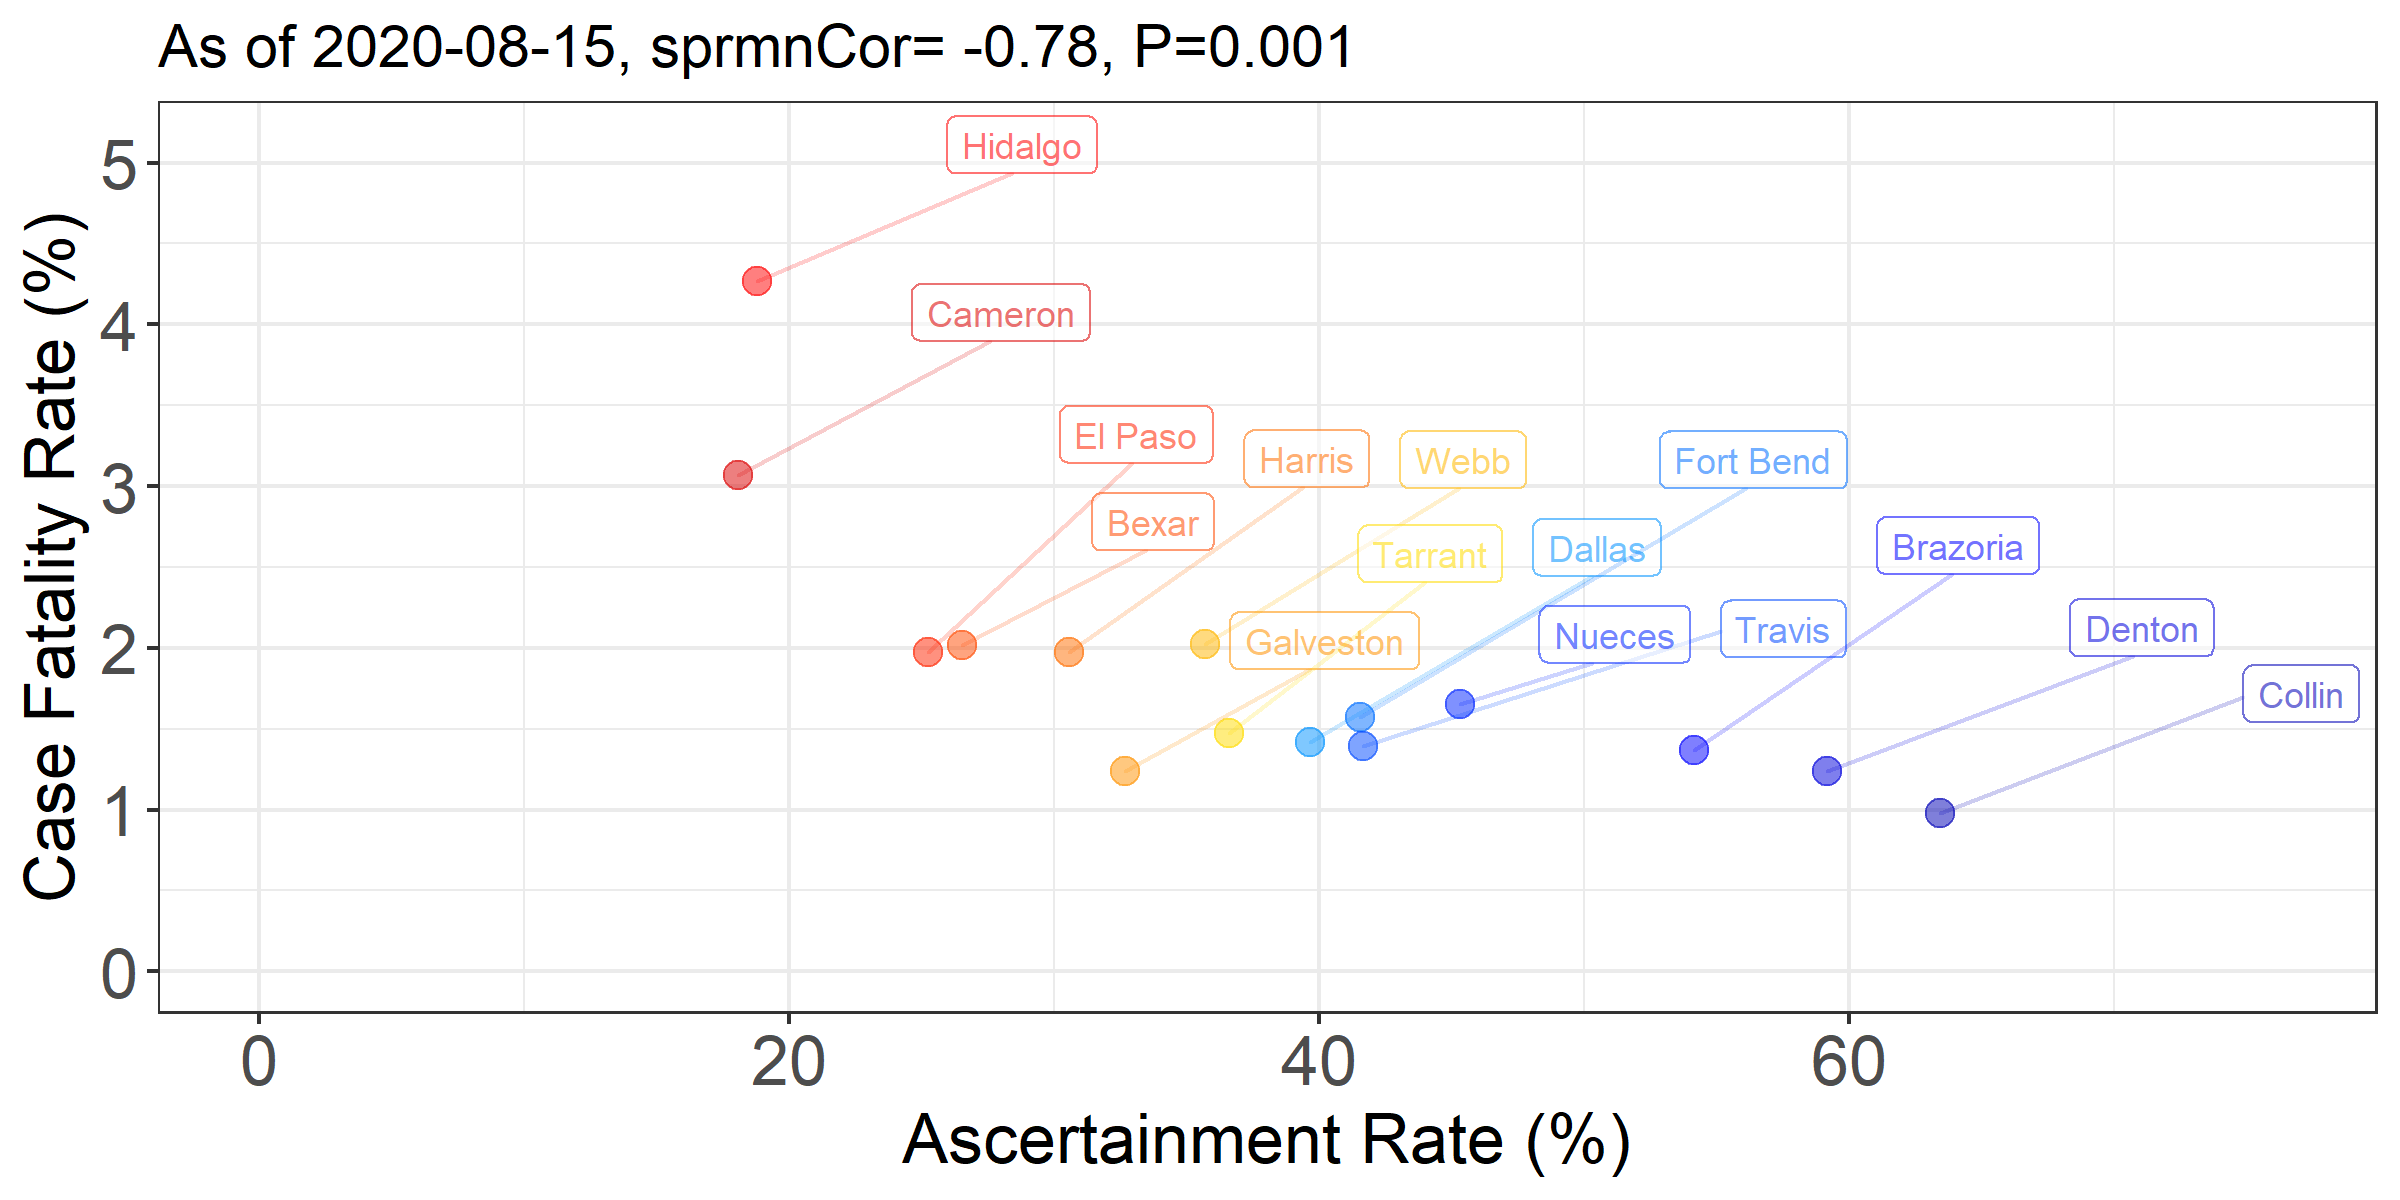 As of 2020-08-15, sprmnCor= -0.78, P=0.001
Case Fatality Rate (%)
5
4
3
2
1
0
Hidalgo
Cameron
El Paso
Harris
Webb
Fort Bend
Bexar
Tarrant
Dallas
Brazoria
Galveston
Nueces
Travis
Denton
Collin
0 20 40 60
Ascertainment Rate (%)